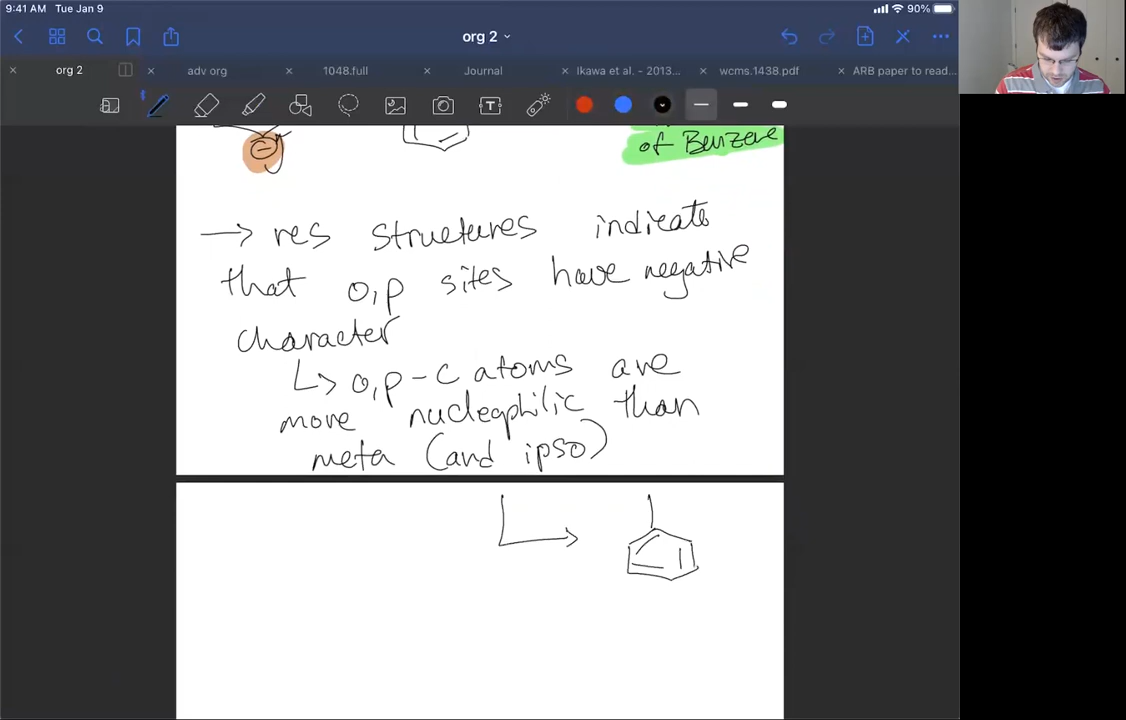 9:41 AM Tue Jan 9
90%
org 2
org 2
adv org
1048.full
Journal
Ikawa et al. - 2013...
wcms.1438.pdf
ARB paper to read...
of Benzene
→ res structures indicate
that o,p sites have negative
character
↳ o,p-C atoms are
more nucleophilic than
meta (and ipso)